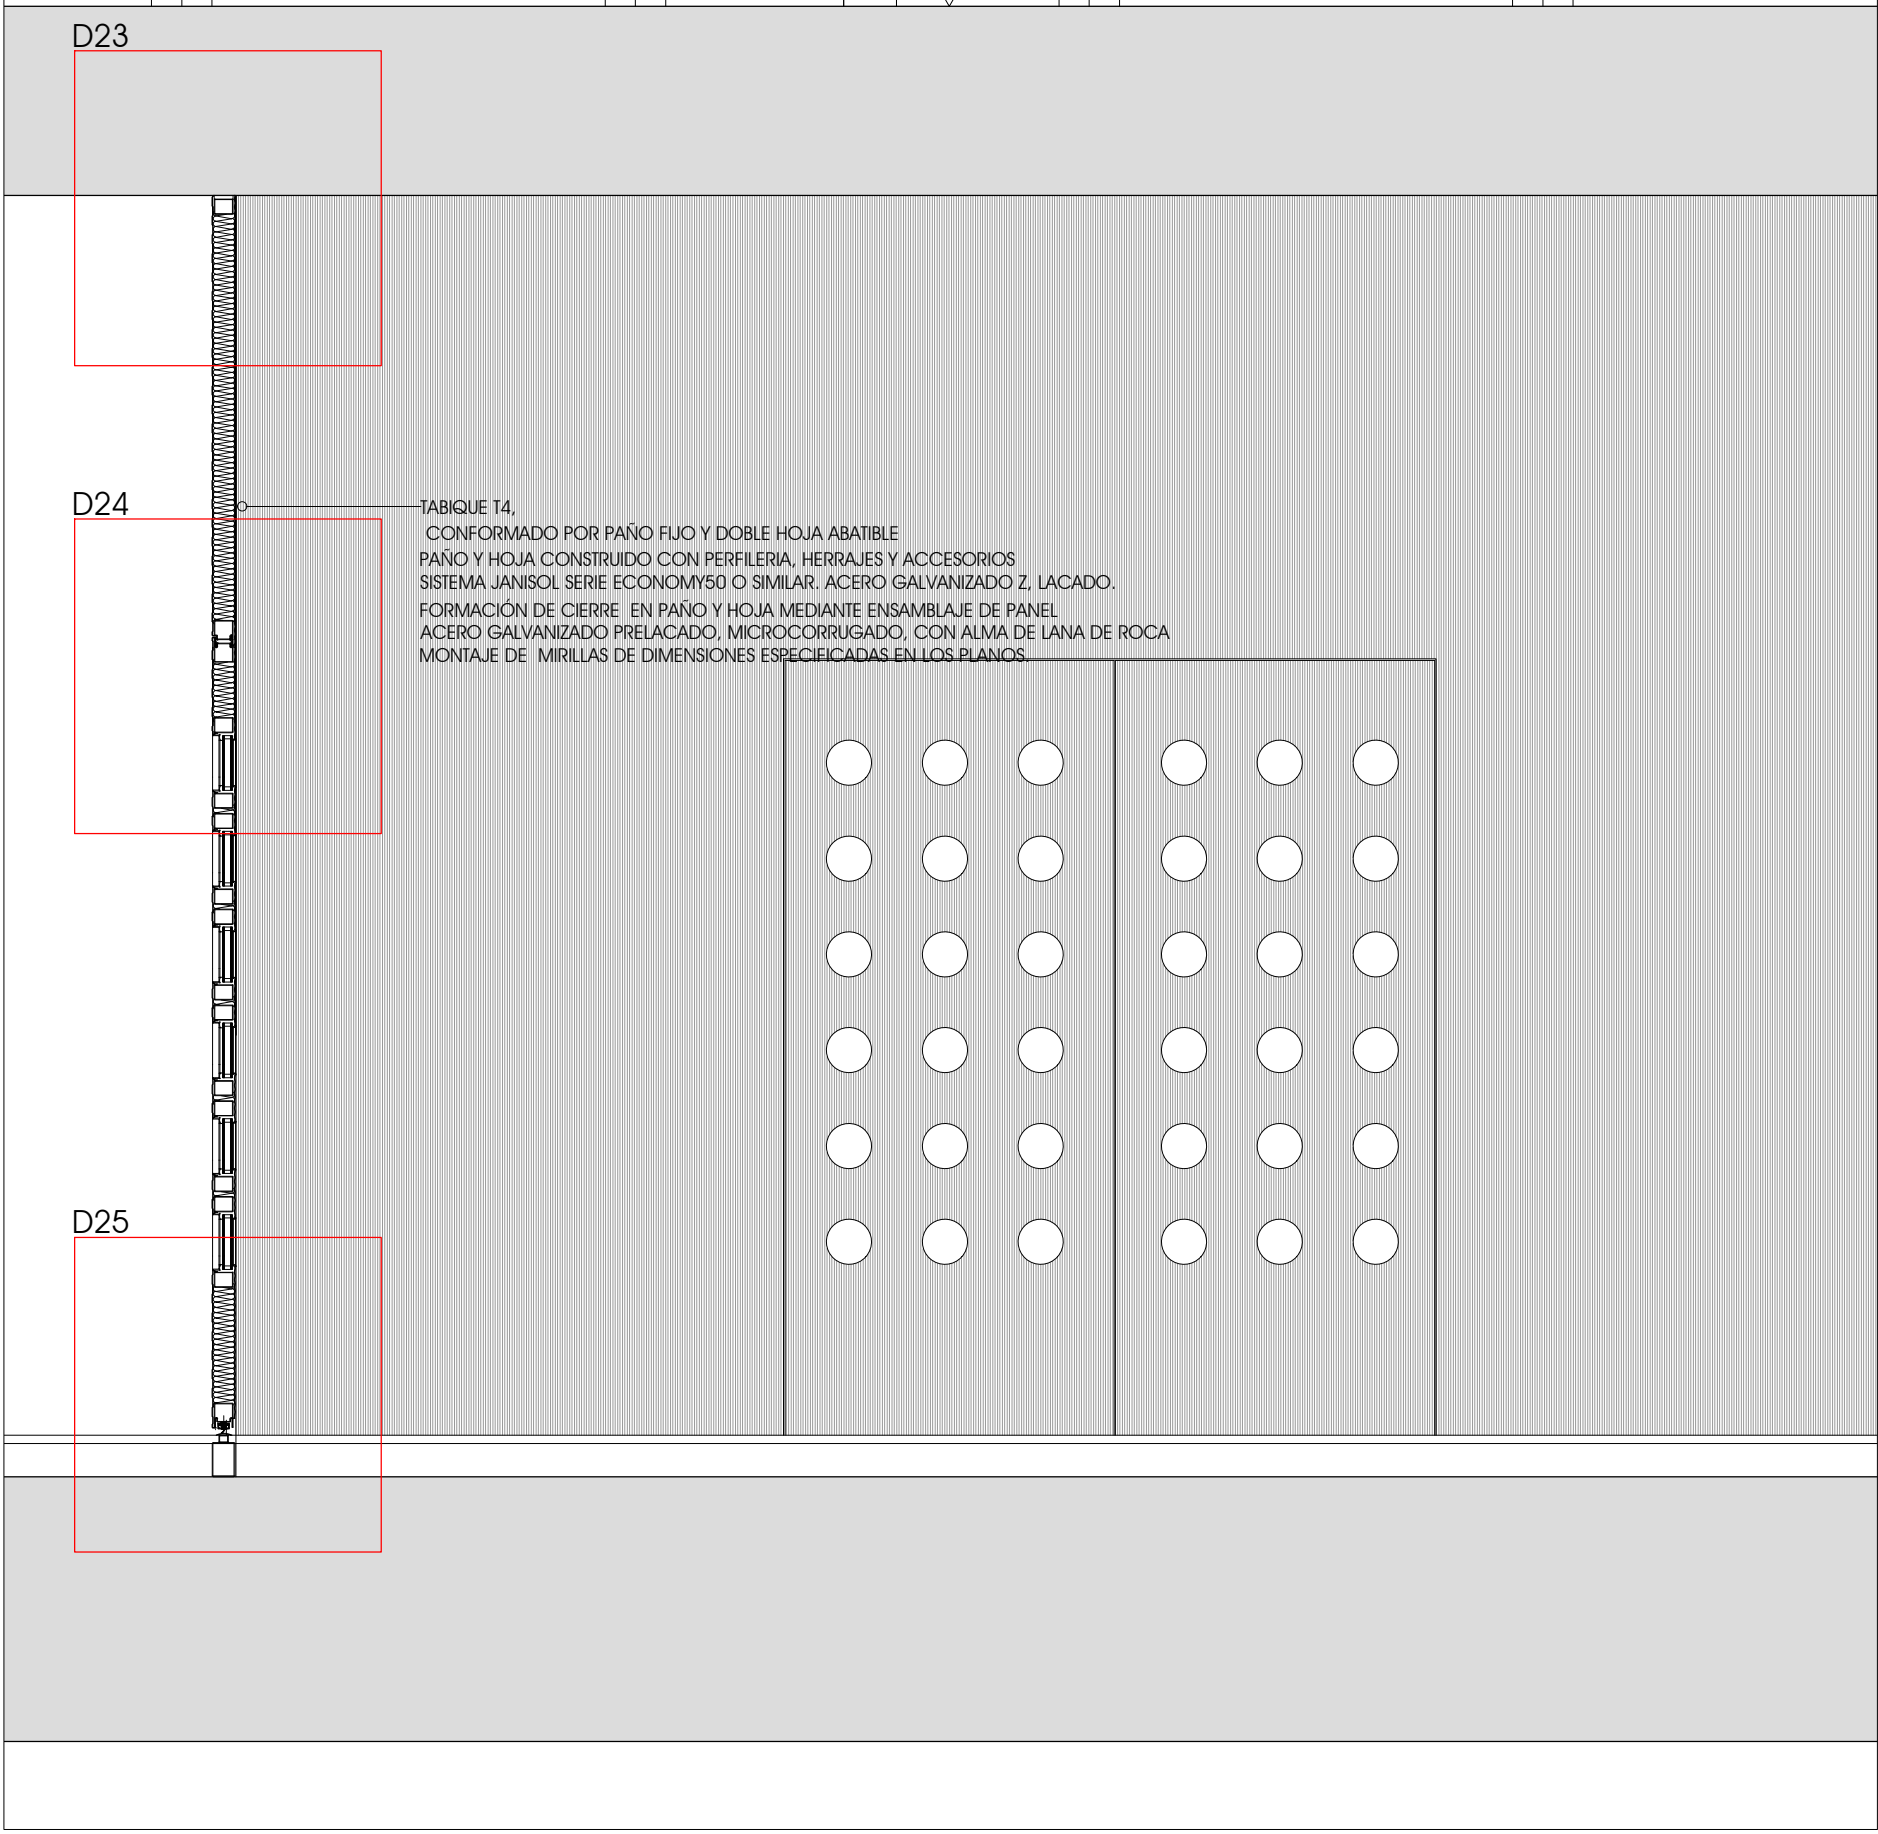 D23
D24
TABIQUE T4,
CONFORMADO POR PAÑO FIJO Y DOBLE HOJA ABATIBLE
PAÑO Y HOJA CONSTRUIDO CON PERFILERIA, HERRAJES Y ACCESORIOS
SISTEMA JANISOL SERIE ECONOMY50 O SIMILAR. ACERO GALVANIZADO Z, LACADO.
FORMACIÓN DE CIERRE EN PAÑO Y HOJA MEDIANTE ENSAMBLAJE DE PANEL
ACERO GALVANIZADO PRELACADO, MICROCORRUGADO, CON ALMA DE LANA DE ROCA
MONTAJE DE MIRILLAS DE DIMENSIONES ESPECIFICADAS EN LOS PLANOS.
D25